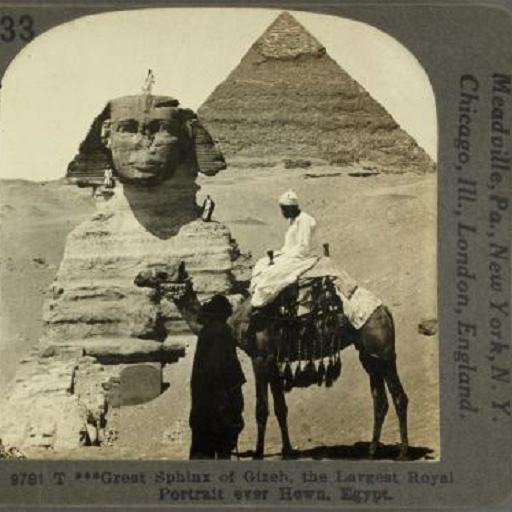 33
Meadville, Pa., New York, N. Y.
Chicago, Ill., London, England.
9781 T ***Great Sphinx of Gizeh, the Largest Royal
Portrait ever Hewn, Egypt.